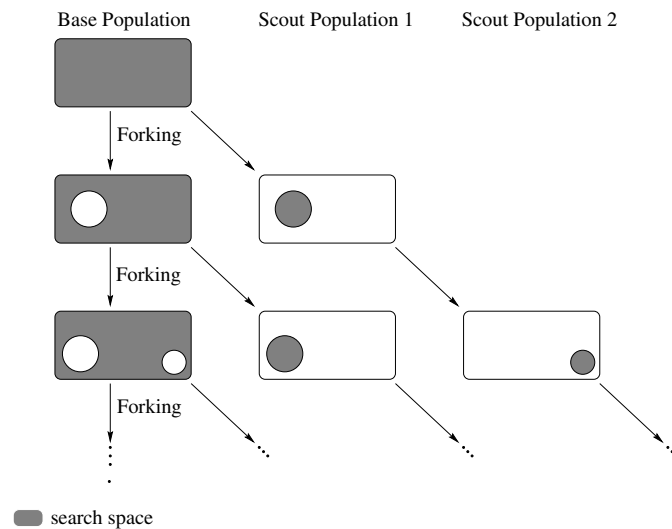 Base Population
Scout Population 1
Scout Population 2
Forking
Forking
Forking
search space